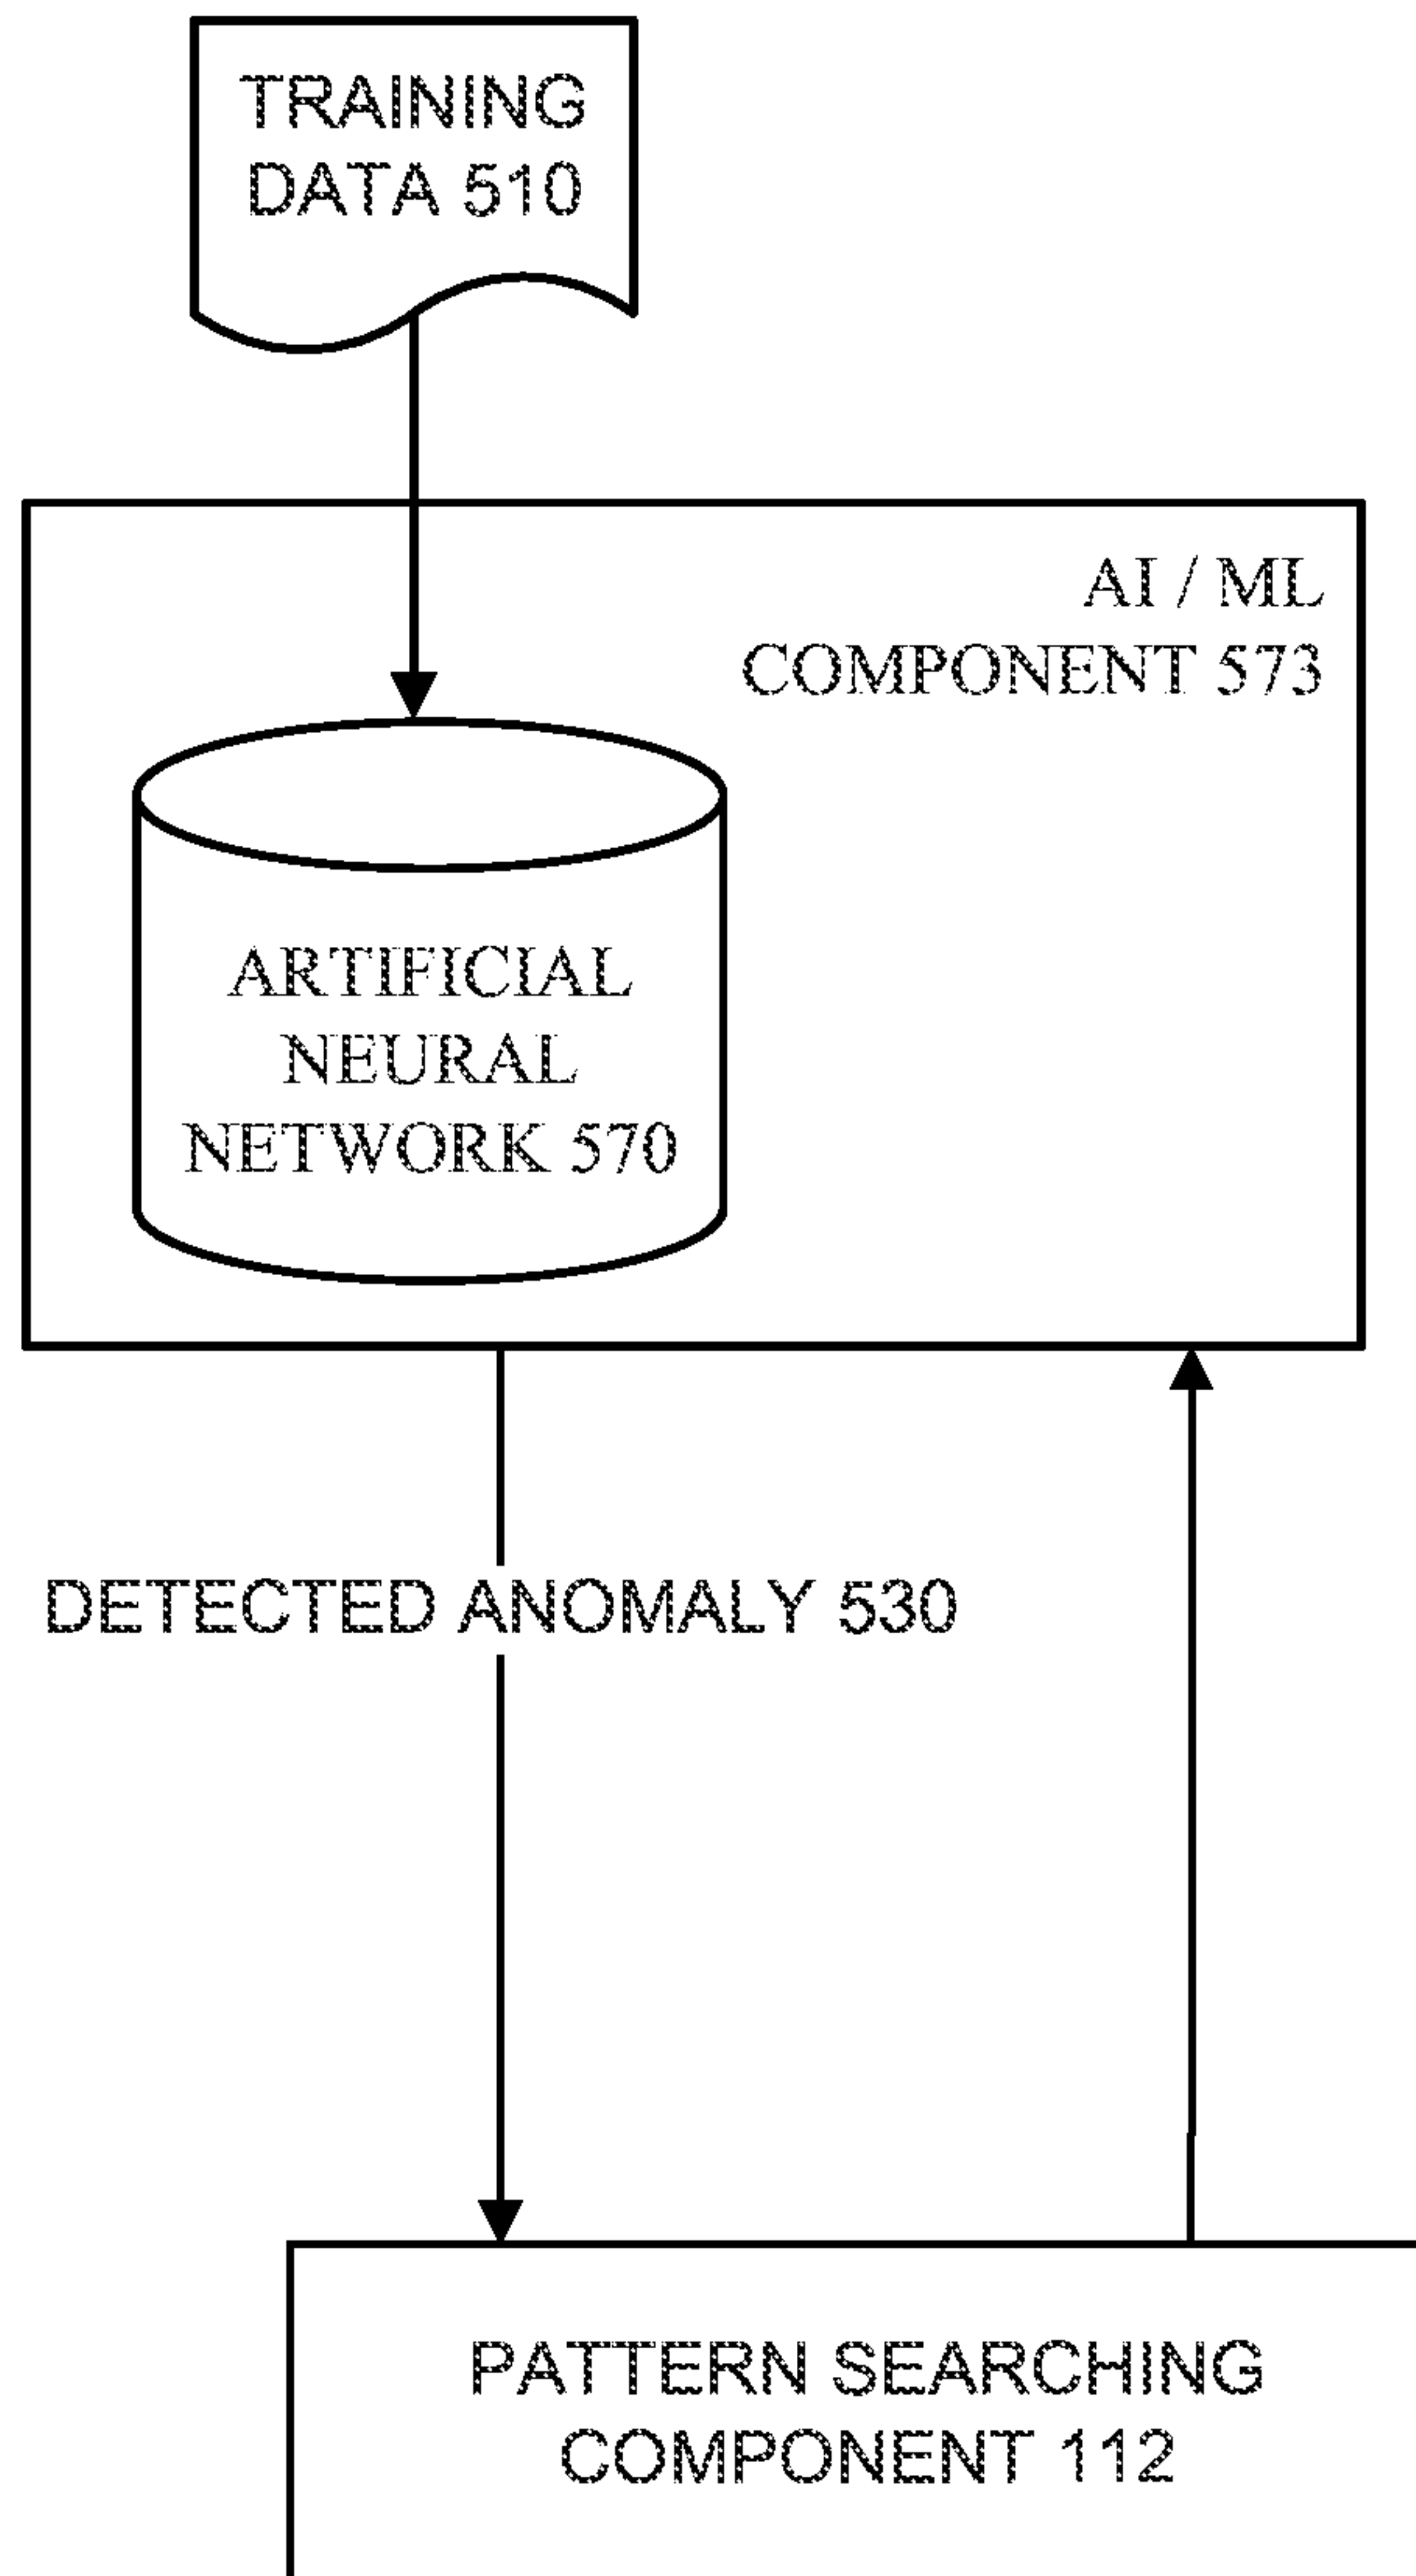 TRAINING
DATA 510
AI / ML
COMPONENT 573
ARTIFICIAL
NEURAL
NETWORK 570
DETECTED ANOMALY 530
PATTERN SEARCHING
COMPONENT 112